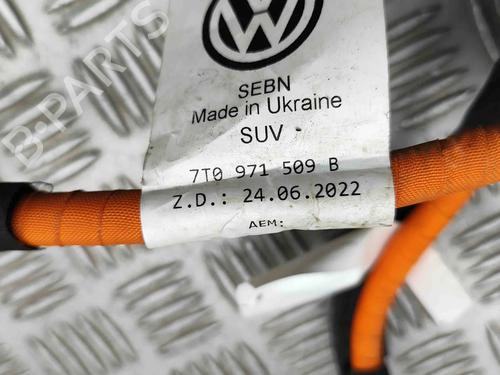 SEBN
Made in Ukraine
SUV
7T0 971 509 B
Z.D.: 24.06.2022
AEM:
B-PARTS